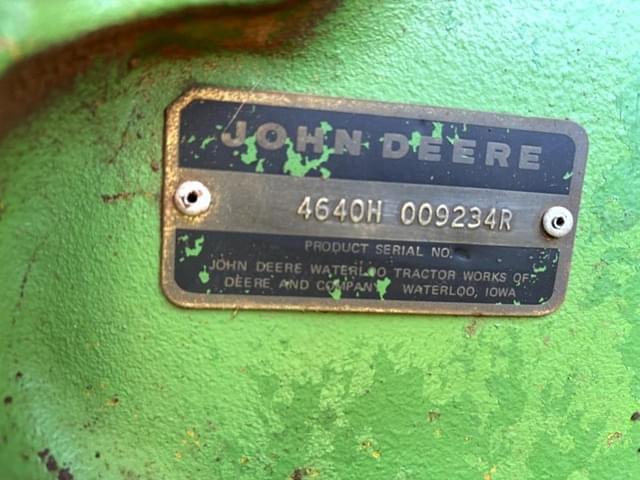 JOHN DEERE
4640H 009234R
PRODUCT SERIAL NO.
JOHN DEERE WATERLOO TRACTOR WORKS OF
DEERE AND COMPANY WATERLOO, IOWA